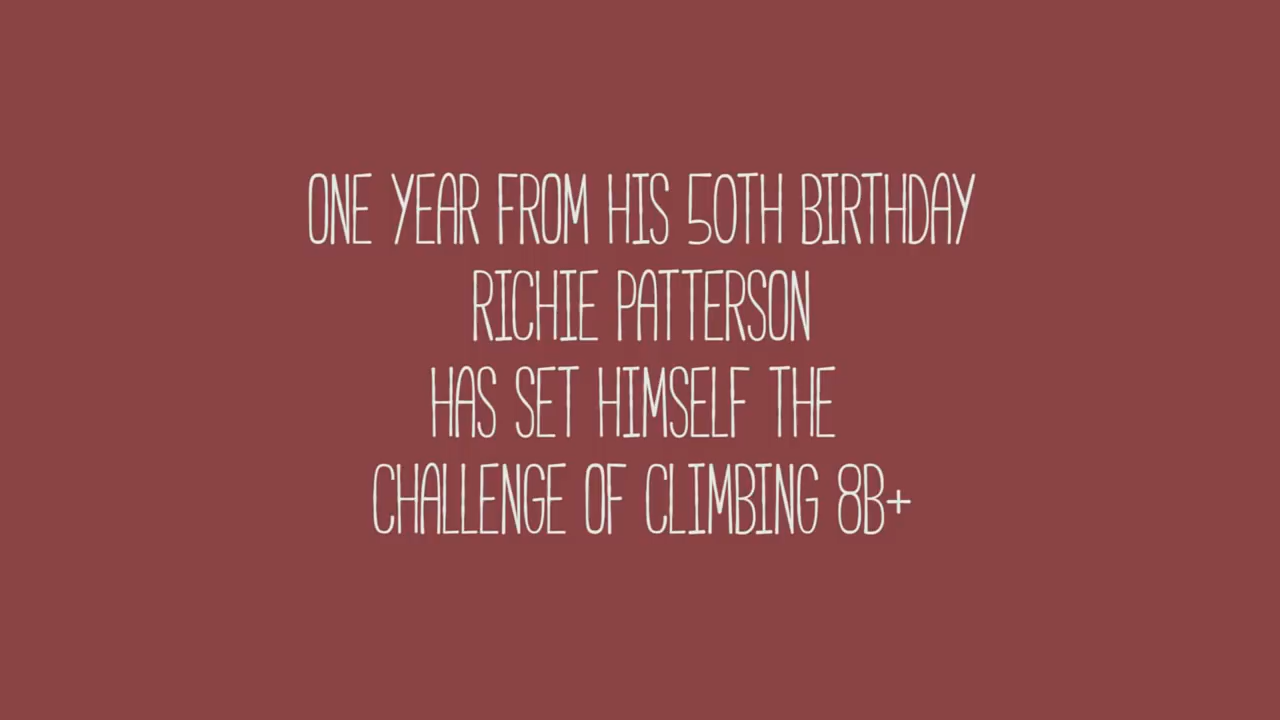 ONE YEAR FROM HIS 50TH BIRTHDAY
RICHIE PATTERSON
HAS SET HIMSELF THE
CHALLENGE OF CLIMBING 8B+